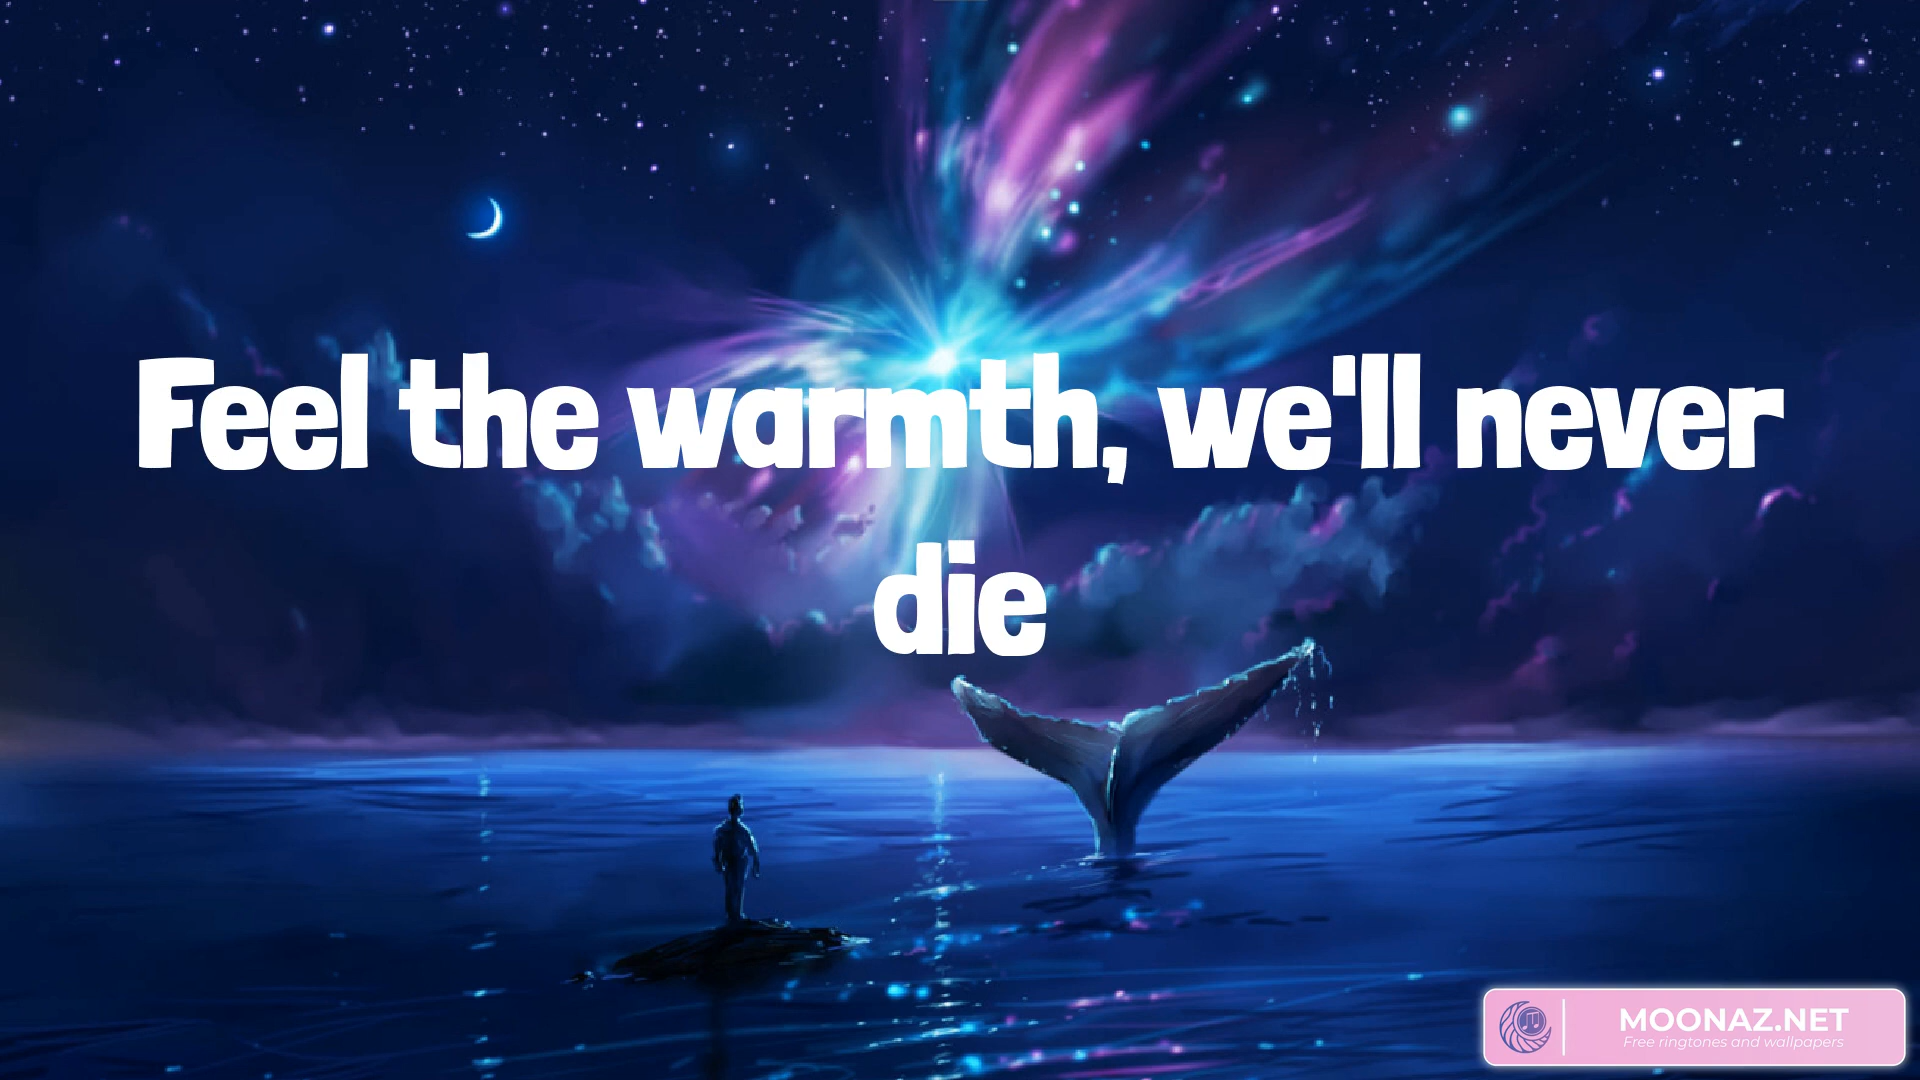 Feel the warmth, we'll never
die
MOONAZ.NET
Free ringtones and wallpapers